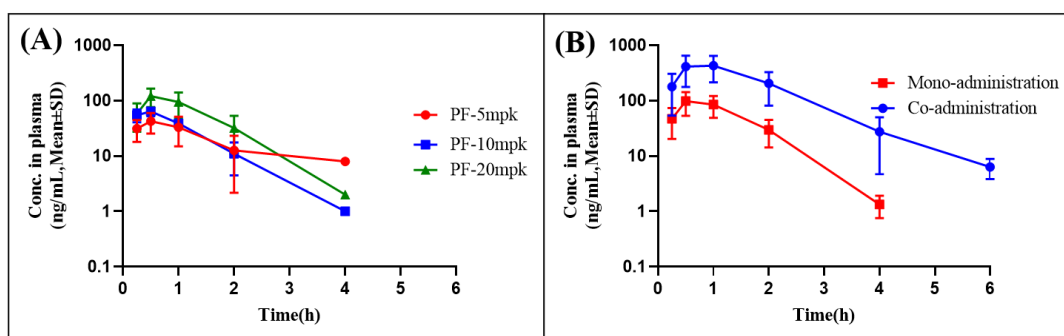 (A)
Conc. in plasma
(ng/mL,Mean±SD)
1000
100
10
1
0.1
0
1
2
3
4
5
6
Time(h)
PF-5mpk
PF-10mpk
PF-20mpk
(B)
Conc. in plasma
(ng/mL,Mean±SD)
1000
100
10
1
0.1
0
1
2
3
4
5
6
Time(h)
Mono-administration
Co-administration